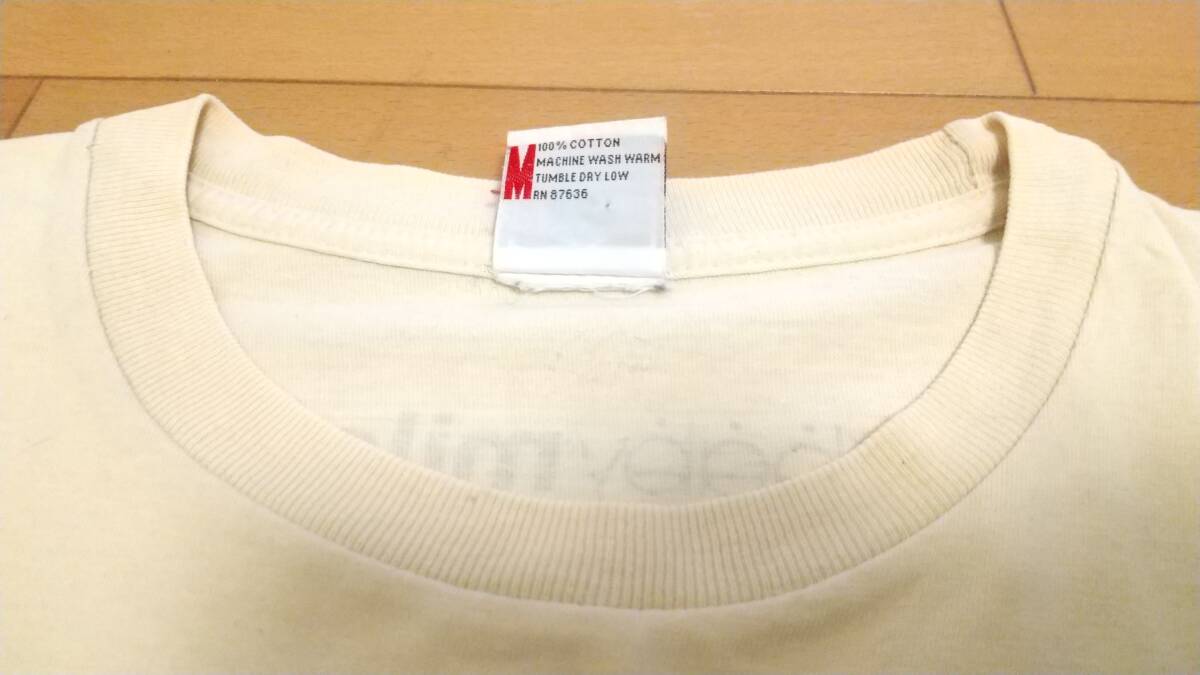 M
100% COTTON
MACHINE WASH WARM
TUMBLE DRY LOW
RN 87636